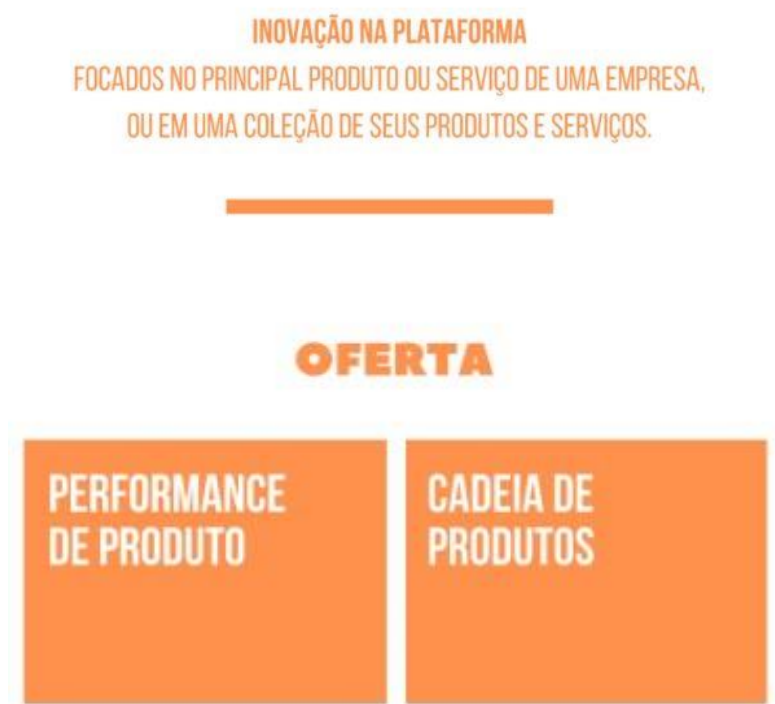 INOVAÇÃO NA PLATAFORMA
FOCADOS NO PRINCIPAL PRODUTO OU SERVIÇO DE UMA EMPRESA,
OU EM UMA COLEÇÃO DE SEUS PRODUTOS E SERVIÇOS.
OFERTA
PERFORMANCE
DE PRODUTO
CADEIA DE
PRODUTOS